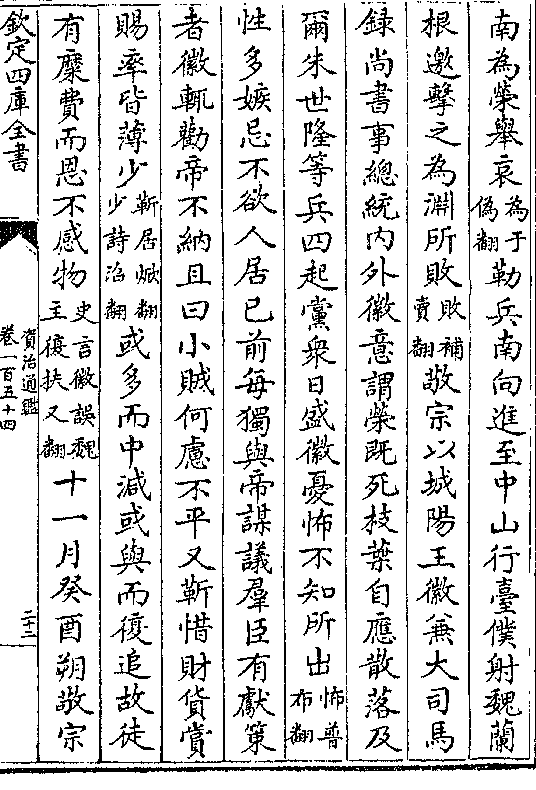 南為榮舉哀為于偽翻勒兵南向進至中山行臺僕射魏蘭
根邀擊之為淵所敗敗補賣翻敬宗以城陽王徽兼大司馬
録尚書事總統内外徽意謂榮既死枝葉自應散落及
爾朱世隆等兵四起黨衆日盛徽憂怖不知所出怖普布翻
性多嫉忌不欲人居己前每獨與帝謀議羣臣有獻策
者徽輒勸帝不納且曰小賊何慮不平又靳惜財貨賞
賜率皆薄少靳居焮翻少詩沼翻或多而中減或與而復追故徒
有糜費而恩不感物史言徽誤魏主復扶又翻十一月癸酉朔敬宗
欽定四庫全書
資治通鑑
卷一百五十四
二十二